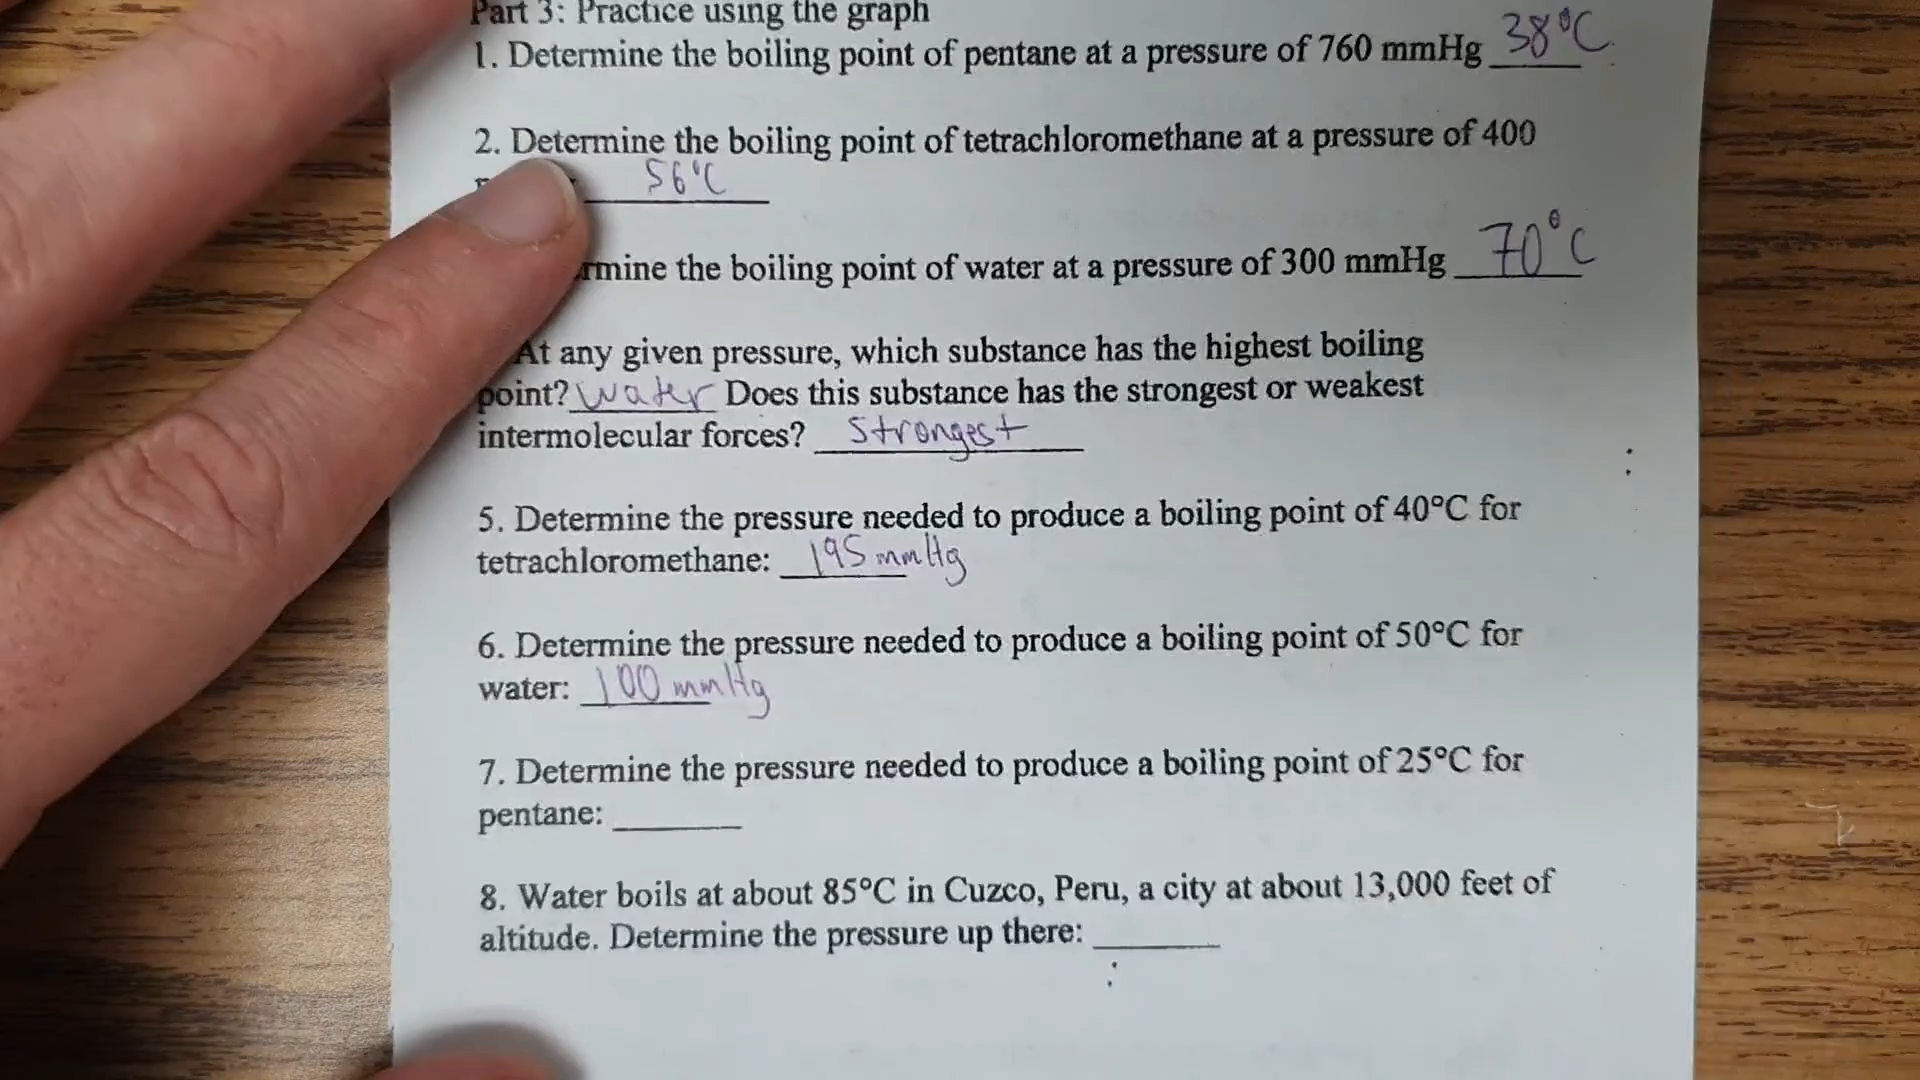 Part 3: Practice using the graph
1. Determine the boiling point of pentane at a pressure of 760 mmHg 38°C
2. Determine the boiling point of tetrachloromethane at a pressure of 400
56°C
rmine the boiling point of water at a pressure of 300 mmHg 70°C
At any given pressure, which substance has the highest boiling
point? water Does this substance has the strongest or weakest
intermolecular forces? strongest
5. Determine the pressure needed to produce a boiling point of 40°C for
tetrachloromethane: 195 mmHg
6. Determine the pressure needed to produce a boiling point of 50°C for
water: 100 mmHg
7. Determine the pressure needed to produce a boiling point of 25°C for
pentane:
8. Water boils at about 85°C in Cuzco, Peru, a city at about 13,000 feet of
altitude. Determine the pressure up there: